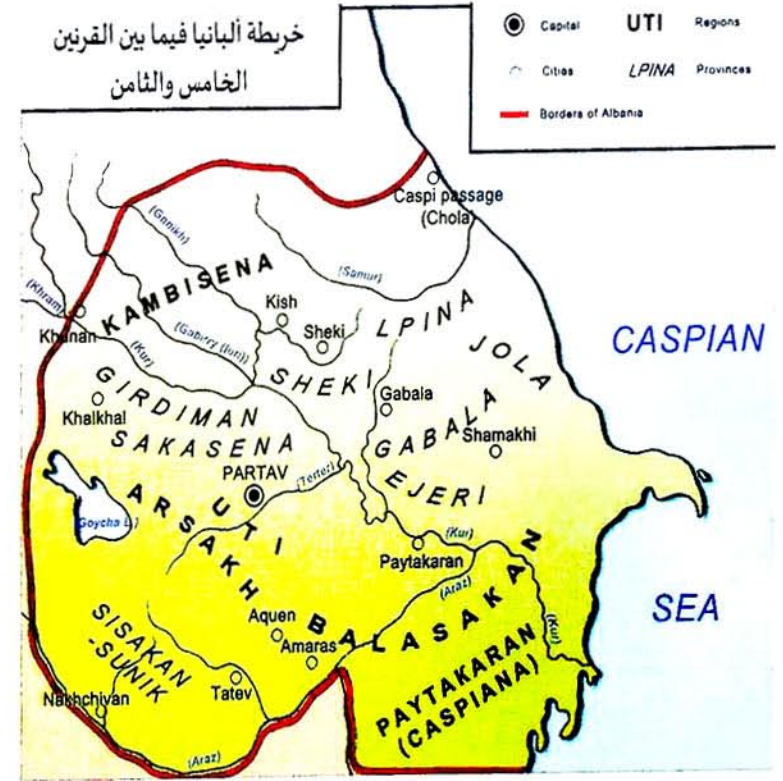 خريطة ألبانيا فيما بين القرنين
الخامس والثامن
Capital
UTI
Regions
Cities
LPINA
Provinces
Borders of Albania
Caspi passage
(Chola)
(Gnnikh)
(Samur)
KAMBISENA
(Khram)
Khunan
Kish
Sheki
LPINA
(Kur)
JOLA
CASPIAN
SHEKI
GIRDIMAN
Khalkhal
Gabala
GABALA
Shamakhi
SAKASENA
PARTAV
(Terter)
EJERI
ARSAKH
UTI
(Kur)
Paytakaran
(Araz)
BALASAKAN
SEA
SISAKAN
-SUNIK
Aquen
Amaras
(Kur)
Tatev
Nakhchivan
PAYTAKARAN
(CASPIANA)
(Araz)